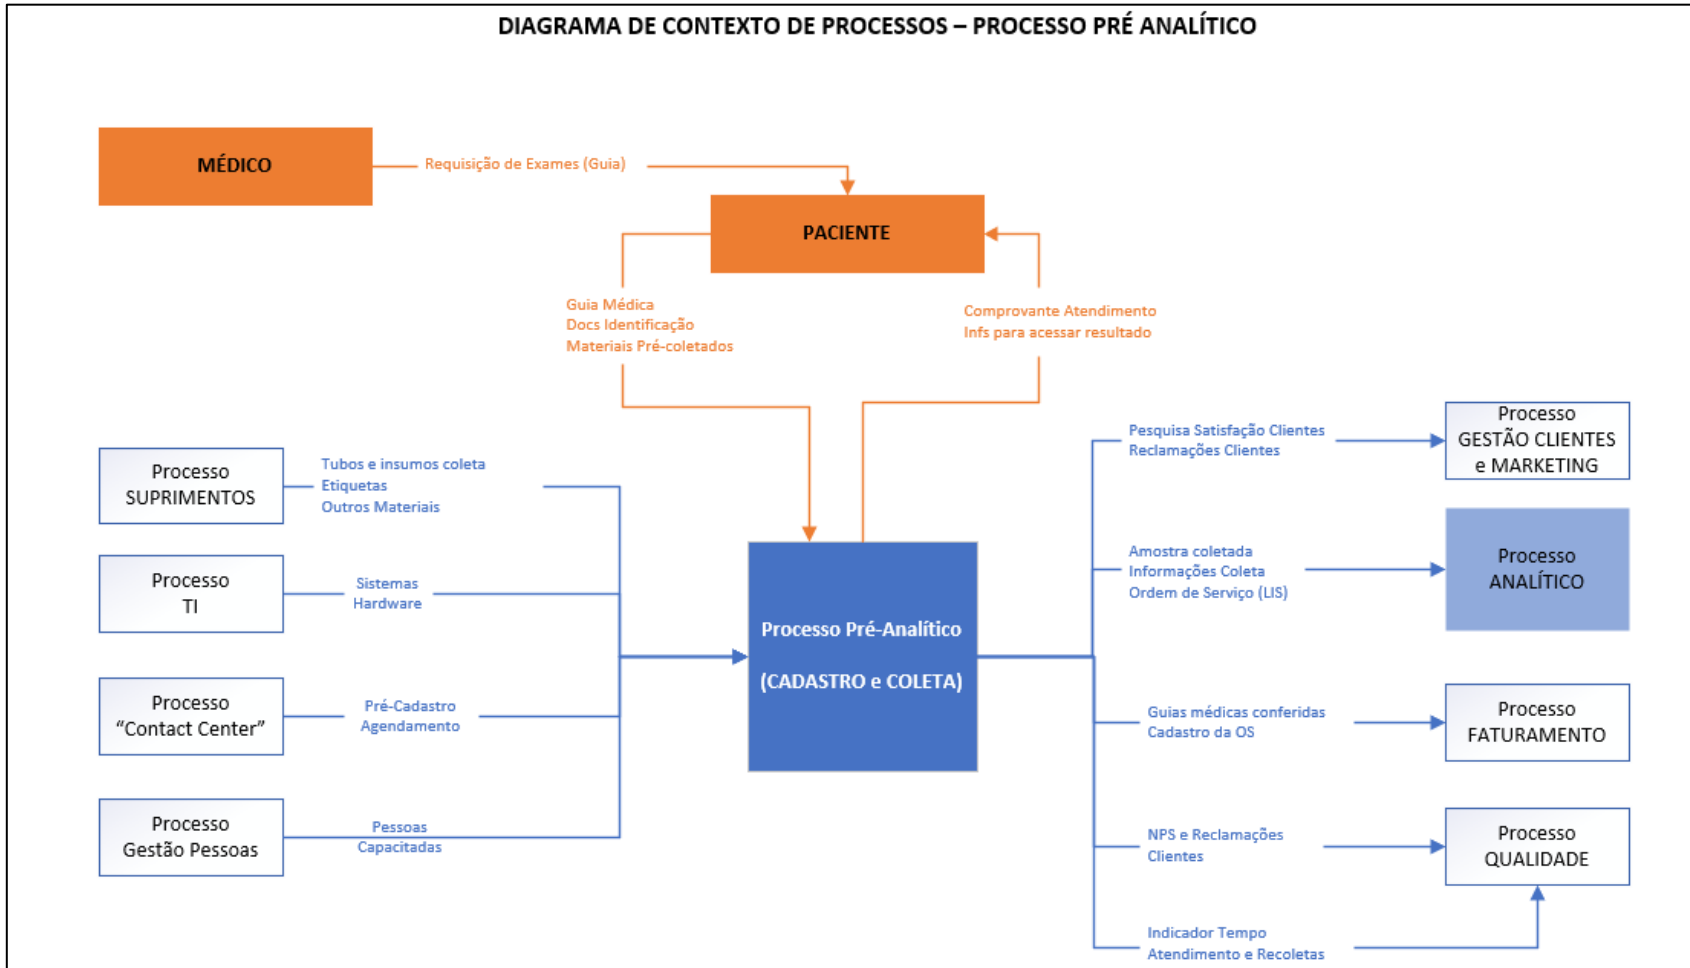 DIAGRAMA DE CONTEXTO DE PROCESSOS – PROCESSO PRÉ ANALÍTICO
MÉDICO
Requisição de Exames (Guia)
PACIENTE
Guia Médica
Docs Identificação
Materiais Pré-coletados
Comprovante Atendimento
Infs para acessar resultado
Processo
SUPRIMENTOS
Tubos e insumos coleta
Etiquetas
Outros Materiais
Processo
TI
Sistemas
Hardware
Processo
“Contact Center”
Pré-Cadastro
Agendamento
Processo
Gestão Pessoas
Pessoas
Capacitadas
Processo Pré-Analítico
(CADASTRO e COLETA)
Pesquisa Satisfação Clientes
Reclamações Clientes
Processo
GESTÃO CLIENTES
e MARKETING
Amostra coletada
Informações Coleta
Ordem de Serviço (LIS)
Processo
ANALÍTICO
Guias médicas conferidas
Cadastro da OS
Processo
FATURAMENTO
NPS e Reclamações
Clientes
Processo
QUALIDADE
Indicador Tempo
Atendimento e Recoletas